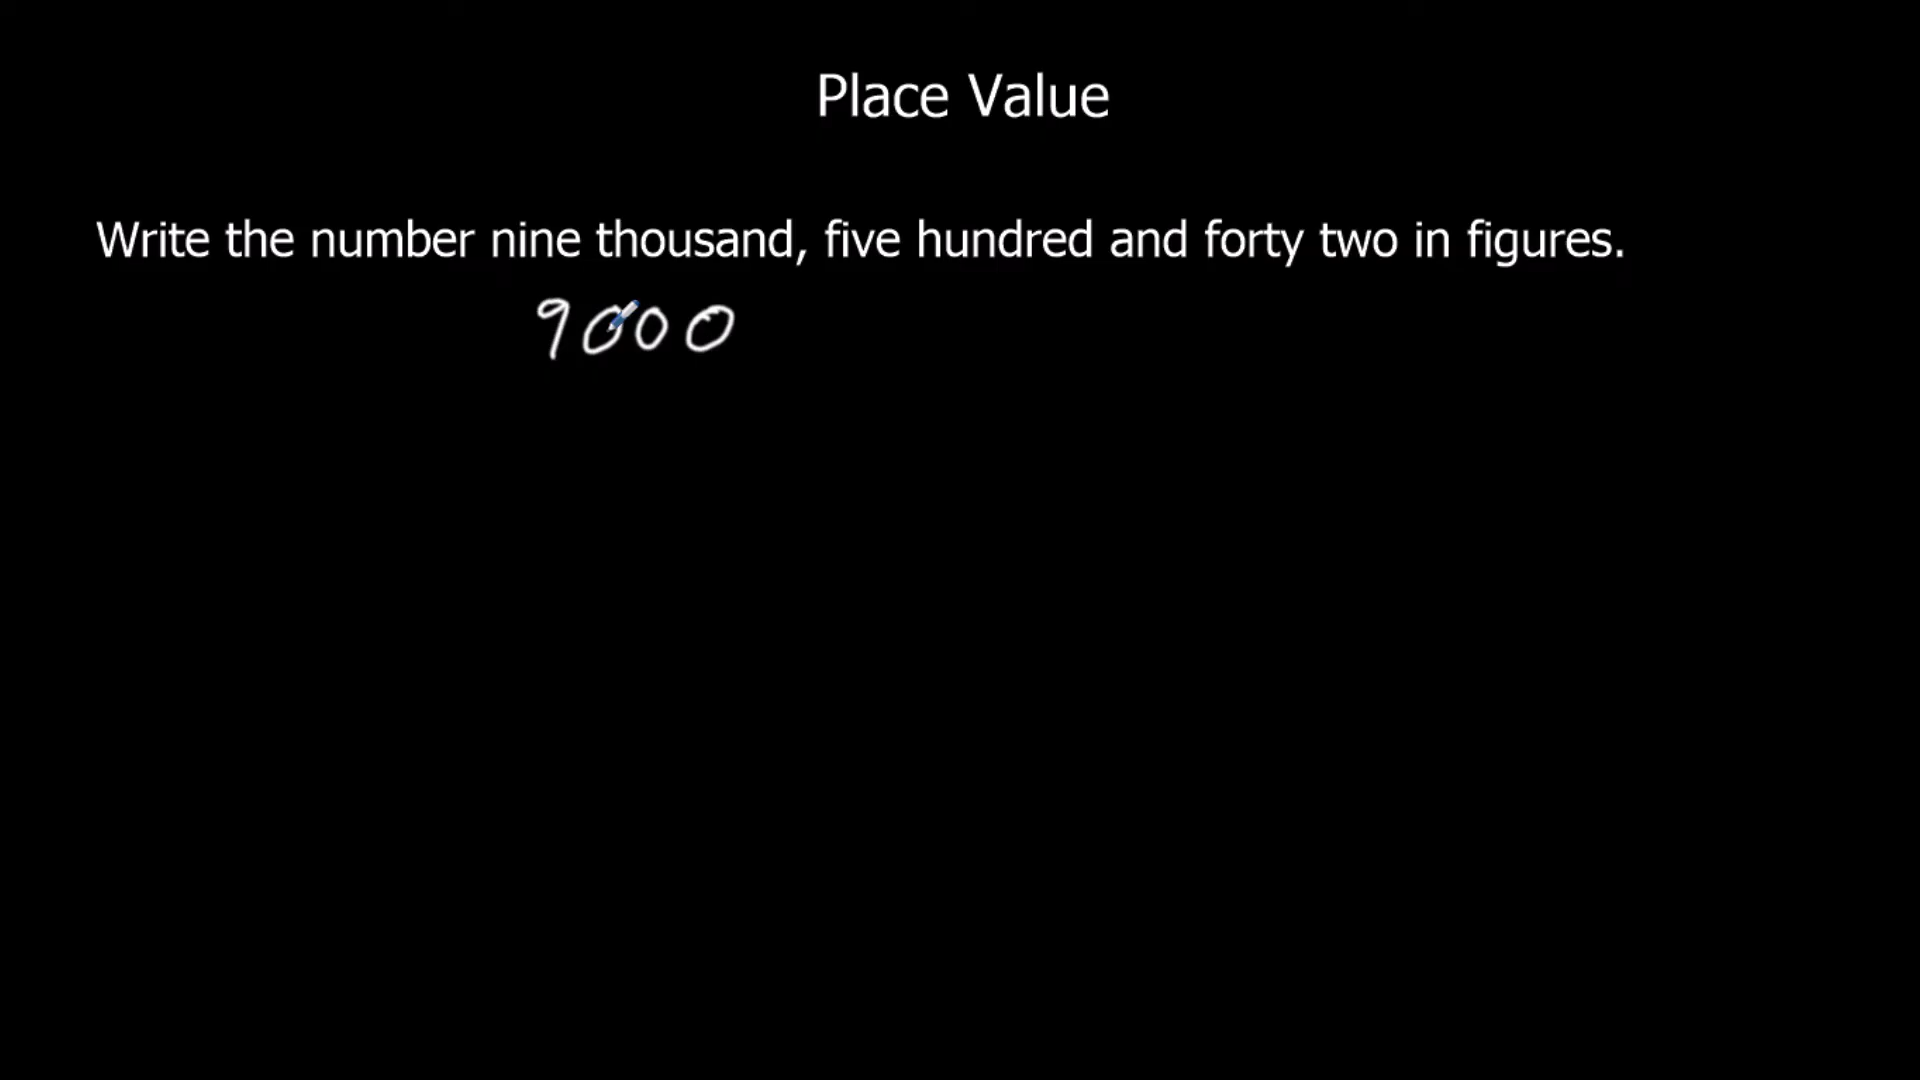 Place Value
Write the number nine thousand, five hundred and forty two in figures.
9000